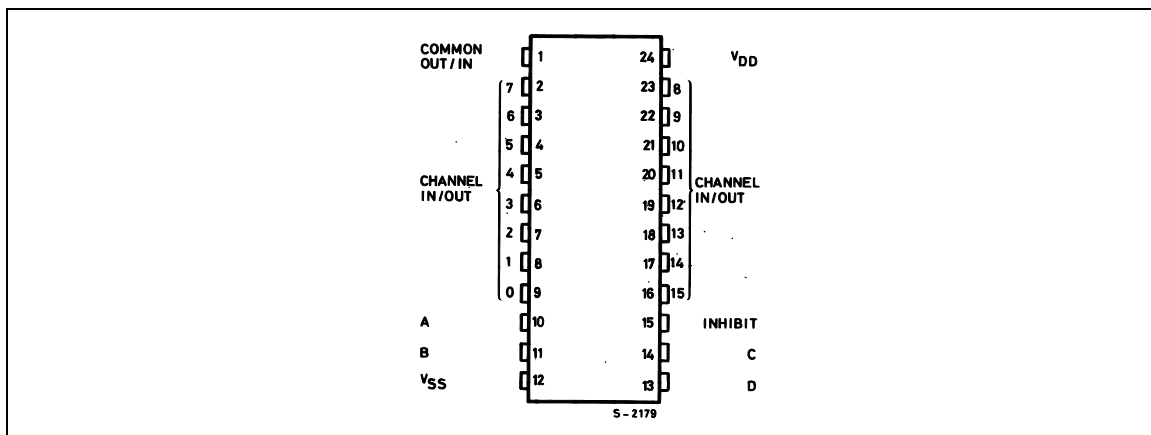 COMMON
OUT / IN
1
24
VDD
7
2
23
8
6
3
22
9
5
4
21
10
4
5
20
11
CHANNEL
IN/OUT
CHANNEL
IN/OUT
3
6
19
12
2
7
18
13
1
8
17
14
0
9
16
15
A
10
15
INHIBIT
B
11
14
C
VSS
12
13
D
S-2179